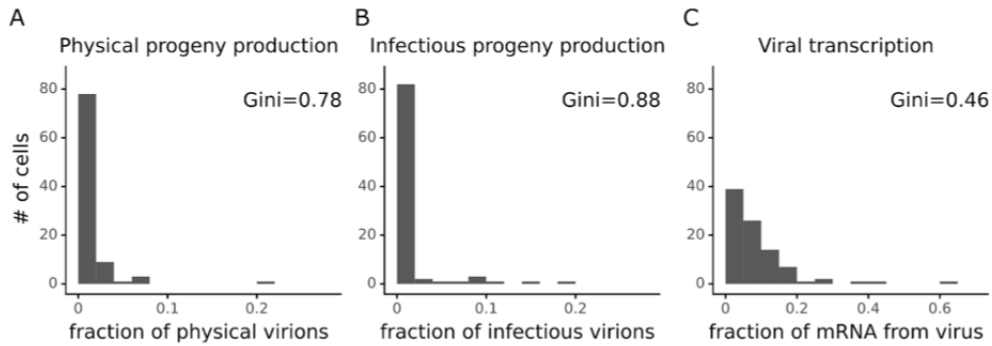 A
Physical progeny production
Gini=0.78
# of cells
80
60
40
20
0
0
0.1
0.2
fraction of physical virions
B
Infectious progeny production
Gini=0.88
80
60
40
20
0
0
0.1
0.2
fraction of infectious virions
C
Viral transcription
Gini=0.46
80
60
40
20
0
0.0
0.2
0.4
0.6
fraction of mRNA from virus